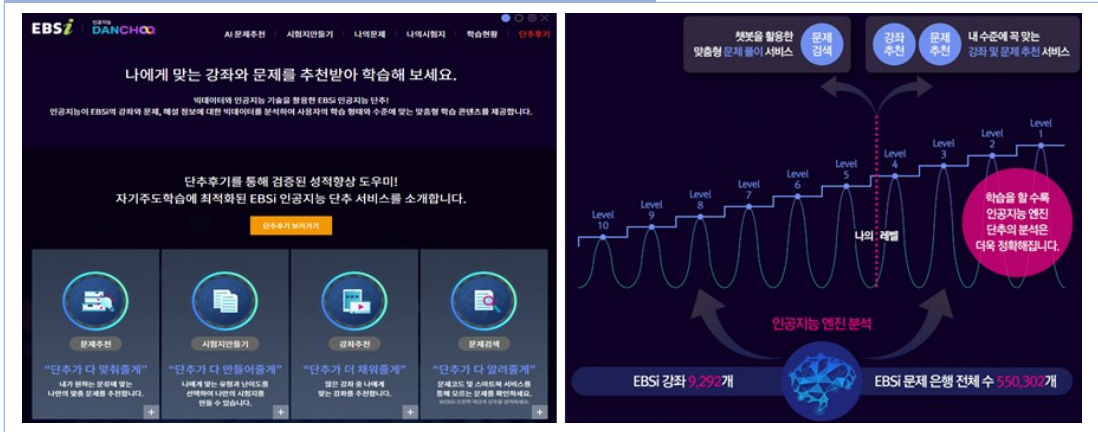 EBSi 인공지능 DANCHOO
AI 문제추천 시험지만들기 나의문제 나의시험지 학습현황 단추후기
나에게 맞는 강좌와 문제를 추천받아 학습해 보세요.
빅데이터와 인공지능 기술을 활용한 EBSi 인공지능 단추!
인공지능이 EBSi의 강좌와 문제, 해설 정보에 대한 빅데이터를 분석하여 사용자의 학습 형태와 수준에 맞는 맞춤형 학습 콘텐츠를 제공합니다.
단추후기를 통해 검증된 성적향상 도우미!
자기주도학습에 최적화된 EBSi 인공지능 단추 서비스를 소개합니다.
단추후기 보러가기
문제추천
“단추가 다 맞춰줄게”
내가 원하는 분류에 맞는
나만의 맞춤 문제를 추천합니다.
+
시험지만들기
“단추가 다 만들어줄게”
나에게 맞는 유형과 난이도를
선택하여 나만의 시험지를
만들 수 있습니다.
+
강좌추천
“단추가 더 채워줄게”
많은 강좌 중 나에게
맞는 강좌를 추천합니다.
+
문제검색
“단추가 다 알려줄게”
문제코드 및 스마트북 서비스를
통해 모르는 문제를 확인하세요.
+
챗봇을 활용한
맞춤형 문제 풀이 서비스
문제
검색
강좌
추천
문제
추천
내 수준에 꼭 맞는
강좌 및 문제 추천 서비스
Level
10
Level
9
Level
8
Level
7
Level
6
Level
5
Level
4
Level
3
Level
2
Level
1
나의 레벨
학습을 할 수록
인공지능 엔진
단추의 분석은
더욱 정확해집니다.
인공지능 엔진 분석
EBSi 강좌 9,292개
EBSi 문제 은행 전체 수 550,302개